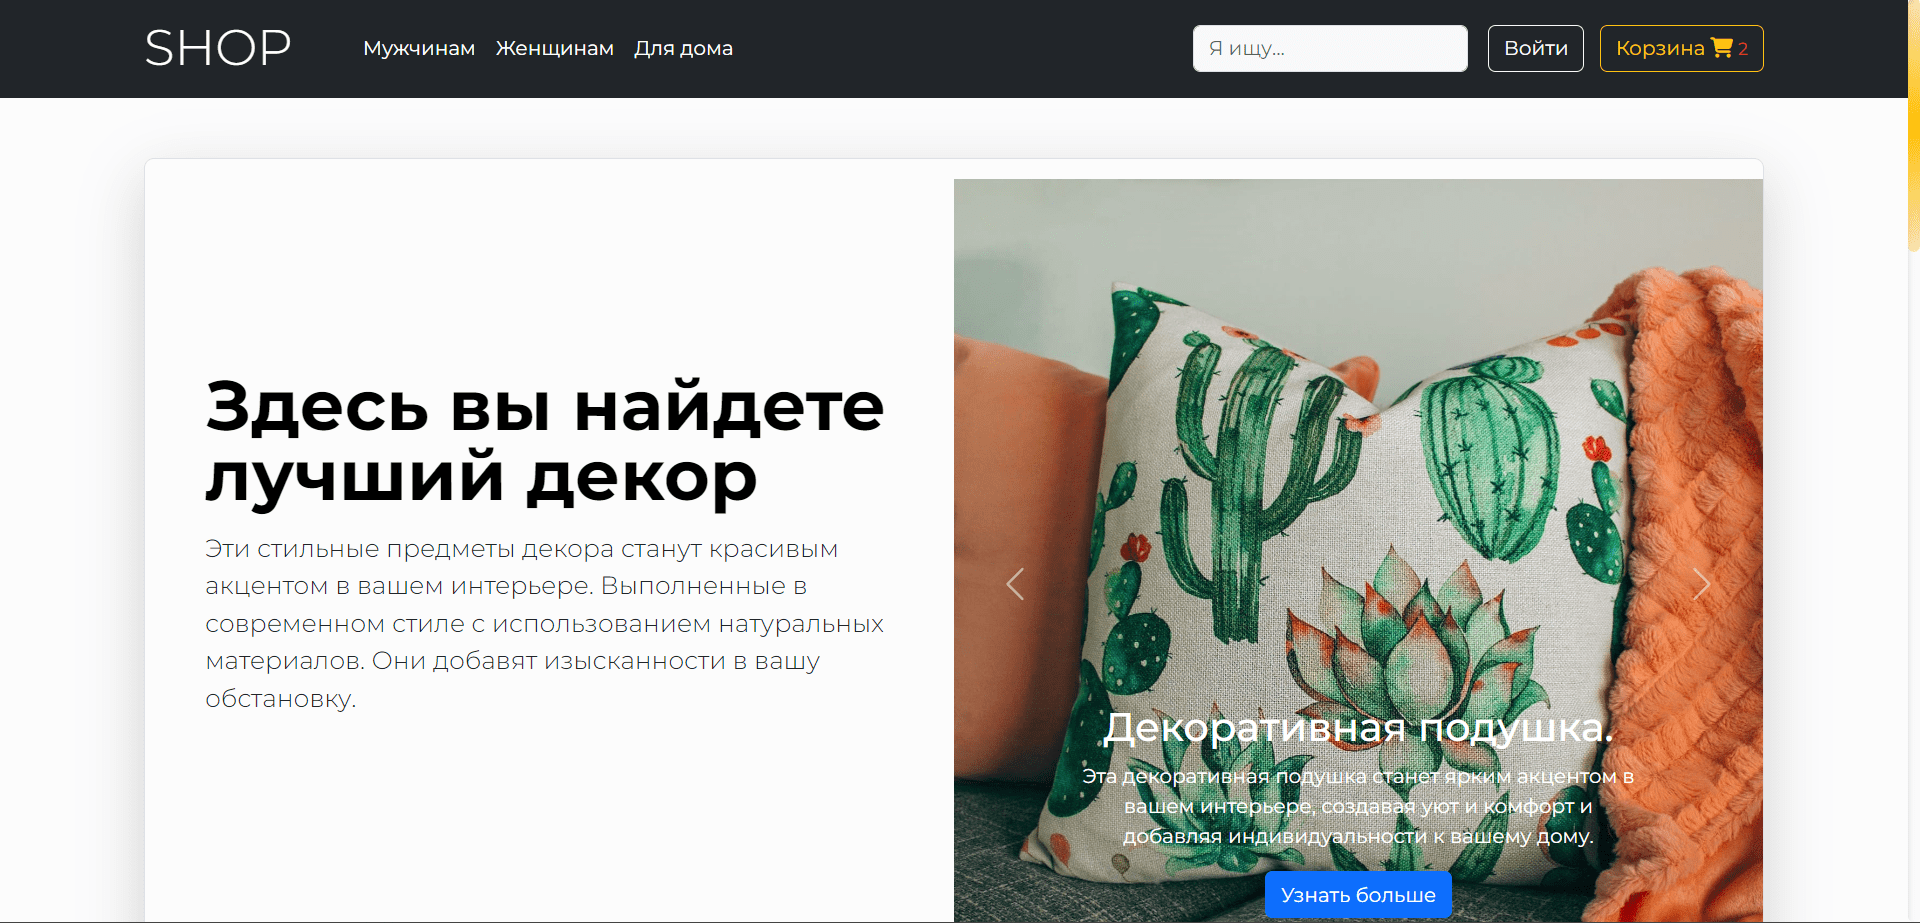 SHOP
Мужчинам Женщинам Для дома
Я ищу...
Войти
Корзина 2
Здесь вы найдете
лучший декор
Эти стильные предметы декора станут красивым
акцентом в вашем интерьере. Выполненные в
современном стиле с использованием натуральных
материалов. Они добавят изысканности в вашу
обстановку.
Декоративная подушка.
Эта декоративная подушка станет ярким акцентом в
вашем интерьере, создавая уют и комфорт и
добавляя индивидуальности к вашему дому.
Узнать больше